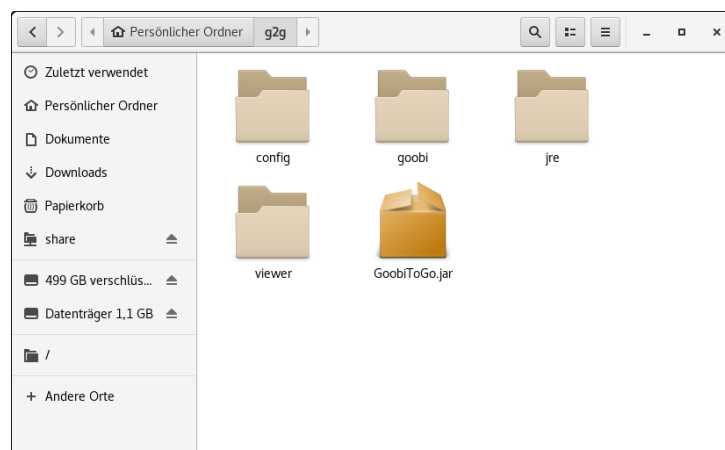 Persönlicher Ordner g2g
Zuletzt verwendet
Persönlicher Ordner
Dokumente
Downloads
Papierkorb
share
499 GB verschlüs...
Datenträger 1,1 GB
/
+ Andere Orte
config goobi jre
viewer GoobiToGo.jar